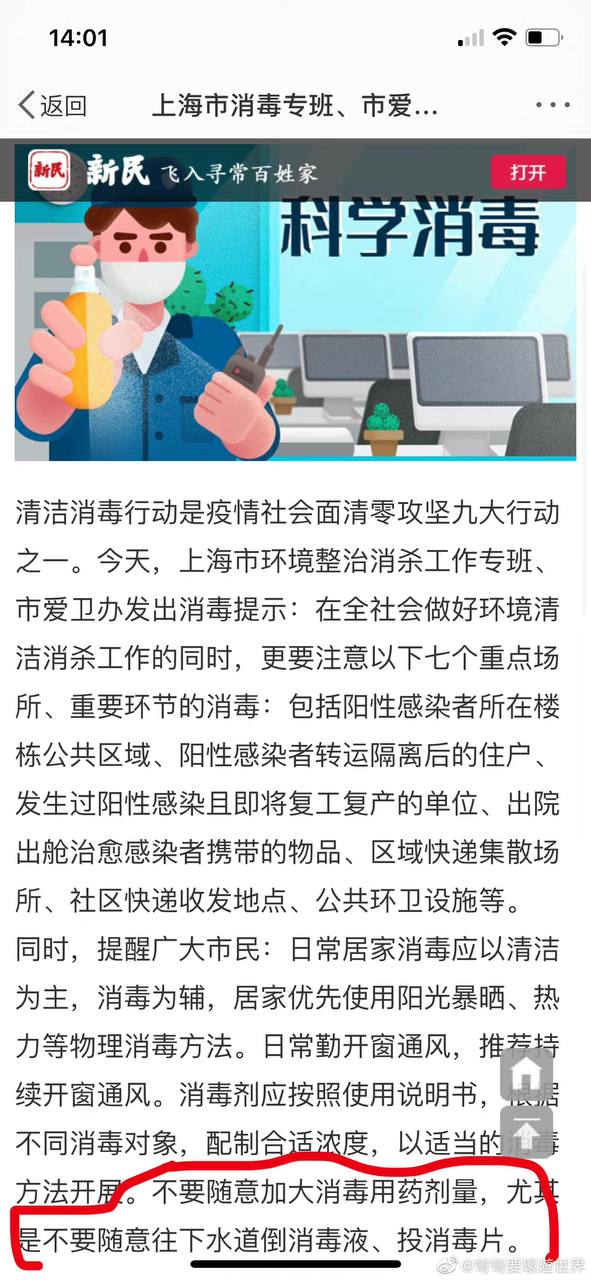 14:01
返回
上海市消毒专班、市爱...
新民
新民 飞入寻常百姓家
打开
科学消毒
清洁消毒行动是疫情社会面清零攻坚九大行动
之一。今天，上海市环境整治消杀工作专班、
市爱卫办发出消毒提示：在全社会做好环境清
洁消杀工作的同时，更要注意以下七个重点场
所、重要环节的消毒：包括阳性感染者所在楼
栋公共区域、阳性感染者转运隔离后的住户、
发生过阳性感染且即将复工复产的单位、出院
出舱治愈感染者携带的物品、区域快递集散场
所、社区快递收发地点、公共环卫设施等。
同时，提醒广大市民：日常居家消毒应以清洁
为主，消毒为辅，居家优先使用阳光暴晒、热
力等物理消毒方法。日常勤开窗通风，推荐持
续开窗通风。消毒剂应按照使用说明书，根据
不同消毒对象，配制合适浓度，以适当的消毒
方法开展。不要随意加大消毒用药剂量，尤其
是不要随意往下水道倒消毒液、投消毒片。
@弯弯要環遊世界